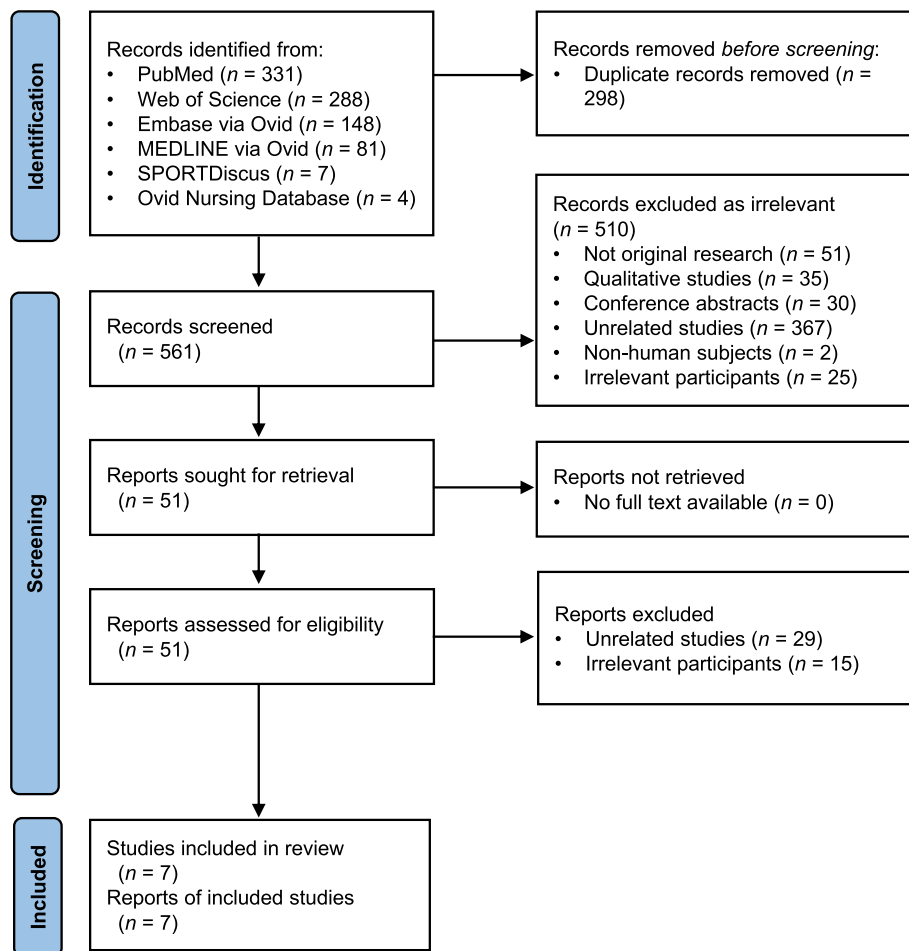 Identification
Records identified from:
• PubMed (n = 331)
• Web of Science (n = 288)
• Embase via Ovid (n = 148)
• MEDLINE via Ovid (n = 81)
• SPORTDiscus (n = 7)
• Ovid Nursing Database (n = 4)
Records removed before screening:
• Duplicate records removed (n =
298)
Screening
Records screened
(n = 561)
Records excluded as irrelevant
(n = 510)
• Not original research (n = 51)
• Qualitative studies (n = 35)
• Conference abstracts (n = 30)
• Unrelated studies (n = 367)
• Non-human subjects (n = 2)
• Irrelevant participants (n = 25)
Reports sought for retrieval
(n = 51)
Reports not retrieved
• No full text available (n = 0)
Reports assessed for eligibility
(n = 51)
Reports excluded
• Unrelated studies (n = 29)
• Irrelevant participants (n = 15)
Included
Studies included in review
(n = 7)
Reports of included studies
(n = 7)